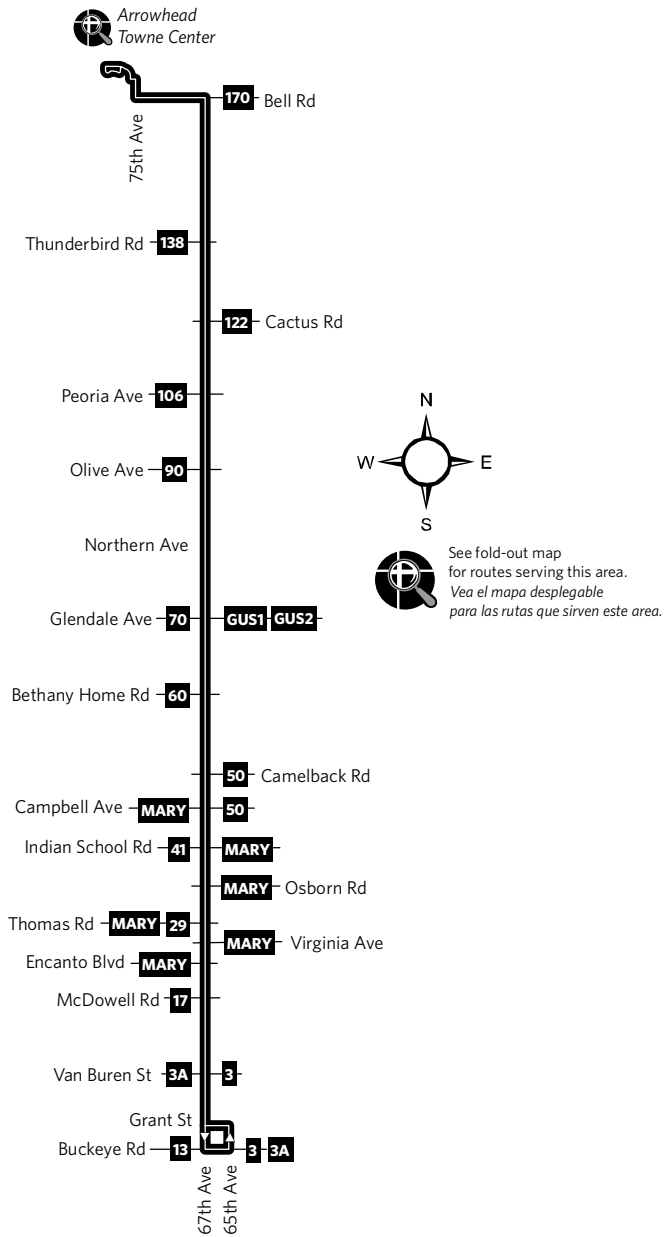 Arrowhead
Towne Center
170 Bell Rd
75th Ave
Thunderbird Rd 138
122 Cactus Rd
Peoria Ave 106
N
W E
S
Olive Ave 90
Northern Ave
See fold-out map
for routes serving this area.
Vea el mapa desplegable
para las rutas que sirven este area.
Glendale Ave 70 GUS1 GUS2
Bethany Home Rd 60
50 Camelback Rd
Campbell Ave MARY 50
Indian School Rd 41 MARY
MARY Osborn Rd
Thomas Rd MARY 29
MARY Virginia Ave
Encanto Blvd MARY
McDowell Rd 17
Van Buren St 3A 3
Grant St
Buckeye Rd 13 3 3A
67th Ave
65th Ave